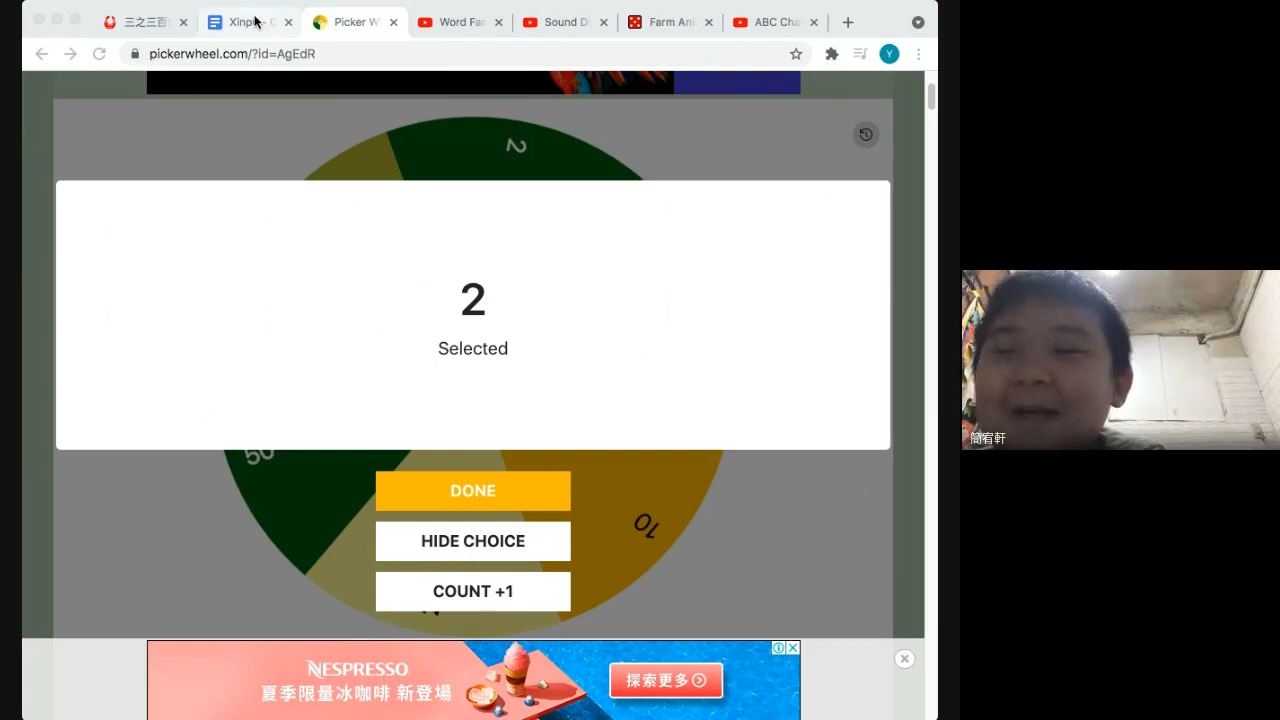 三之三百
Xinpe - G
Picker W
Word Fa
Sound D
Farm Ani
ABC Cha
pickerwheel.com/?id=AgEdR
Y
2
2
Selected
50
10
DONE
HIDE CHOICE
COUNT +1
簡宥軒
NESPRESSO
夏季限量冰咖啡 新登場
探索更多